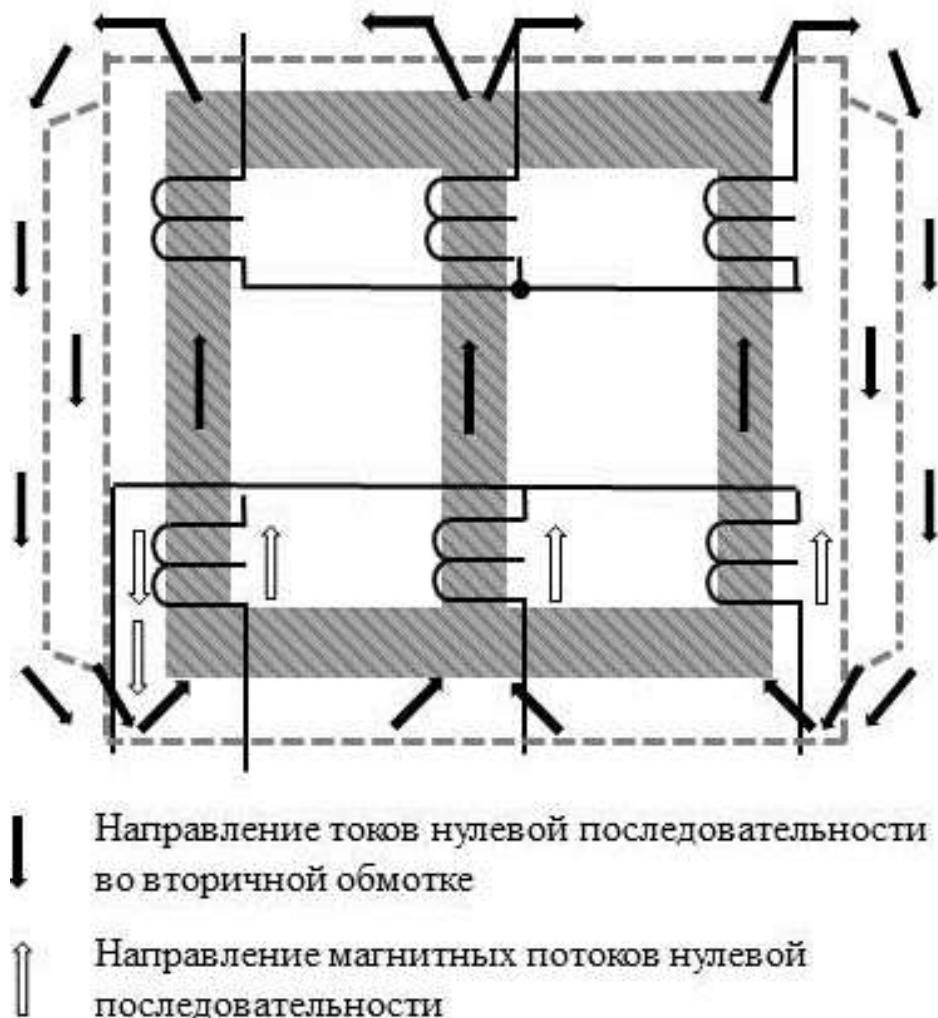 Направление токов нулевой последовательности
во вторичной обмотке
Направление магнитных потоков нулевой
последовательности